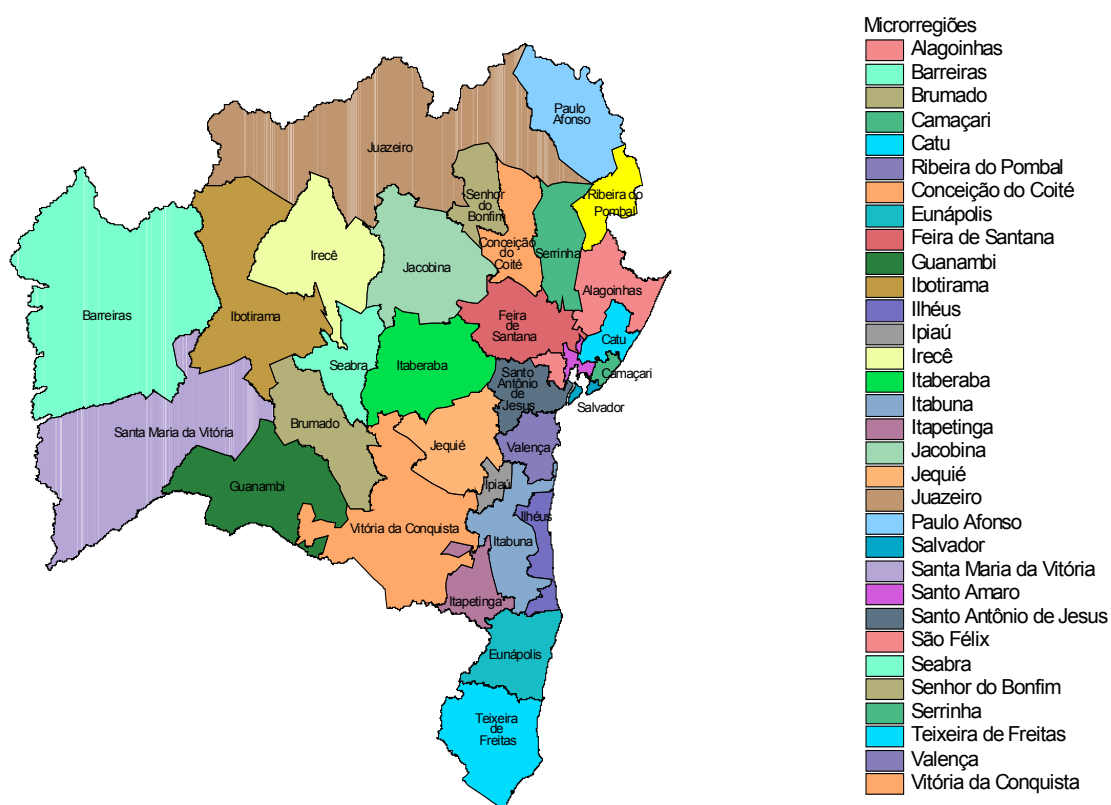 Paulo
Afonso
Juazeiro
Senhor
do
Bonfim
Ribeira do
Pombal
Conceição
do
Coité
Serrinha
Irecê
Jacobina
Alagoinhas
Barreiras
Ibotirama
Feira
de
Santana
Catu
Seabra
Itaberaba
Santo
Antônio
de
Jesus
Camaçari
Salvador
Santa Maria da Vitória
Brumado
Jequié
Valença
Guanambi
Ipiaú
Vitória da Conquista
Ilhéus
Itabuna
Itapetinga
Eunápolis
Teixeira
de
Freitas
Microrregiões
Alagoinhas
Barreiras
Brumado
Camaçari
Catu
Ribeira do Pombal
Conceição do Coité
Eunápolis
Feira de Santana
Guanambi
Ibotirama
Ilhéus
Ipiaú
Irecê
Itaberaba
Itabuna
Itapetinga
Jacobina
Jequié
Juazeiro
Paulo Afonso
Salvador
Santa Maria da Vitória
Santo Amaro
Santo Antônio de Jesus
São Félix
Seabra
Senhor do Bonfim
Serrinha
Teixeira de Freitas
Valença
Vitória da Conquista